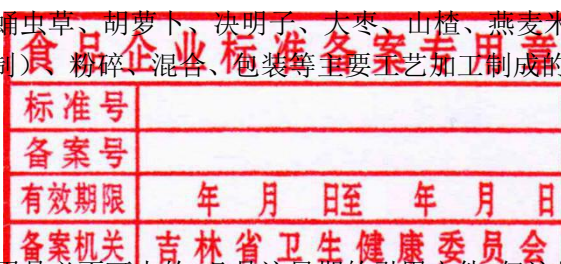 蛹虫草、胡萝卜、决明子、大枣、山楂、燕麦米
食品企业标准备案专用章
制）、粉碎、混合、包装等主要工艺加工制成的
标准号
备案号
有效期限 年 月 日至 年 月 日
备案机关 吉林省卫生健康委员会